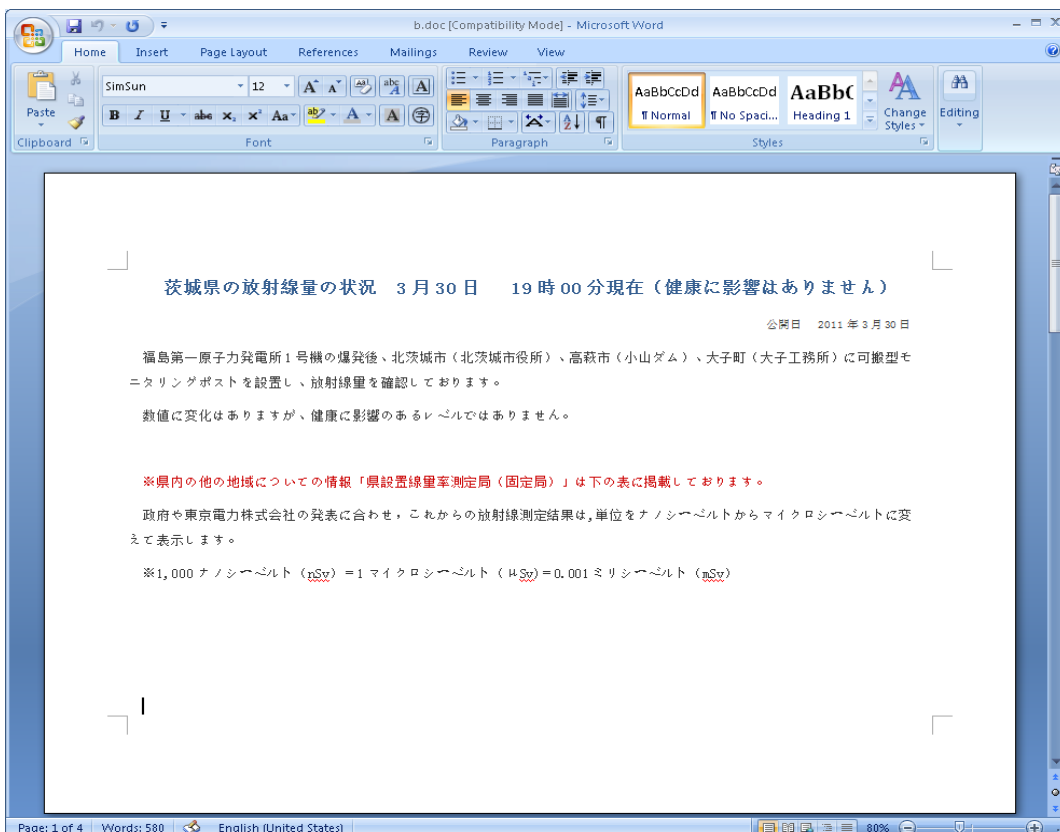 b.doc [Compatibility Mode] - Microsoft Word
Home Insert Page Layout References Mailings Review View
Paste
SimSun 12
AaBbCcDd AaBbCcDd AaBb(
¶ Normal ¶ No Spaci... Heading 1
Change Styles
Editing
Clipboard Font Paragraph Styles
茨城県の放射線量の状況 3月30日 19時00分現在(健康に影響はありません)
公開日 2011年3月30日
福島第一原子力発電所1号機の爆発後、北茨城市(北茨城市役所)、高萩市(小山ダム)、大子町(大子工務所)に可搬型モ
ニタリングポストを設置し、放射線量を確認しております。
数値に変化はありますが、健康に影響のあるレベルではありません。
※県内の他の地域についての情報「県設置線量率測定局(固定局)」は下の表に掲載しております。
政府や東京電力株式会社の発表に合わせ,これからの放射線測定結果は,単位をナノシーベルトからマイクロシーベルトに変
えて表示します。
※1,000ナノシーベルト(nSv)=1マイクロシーベルト(μSv)=0.001ミリシーベルト(mSv)
Page: 1 of 4 Words: 580 English (United States) 80%